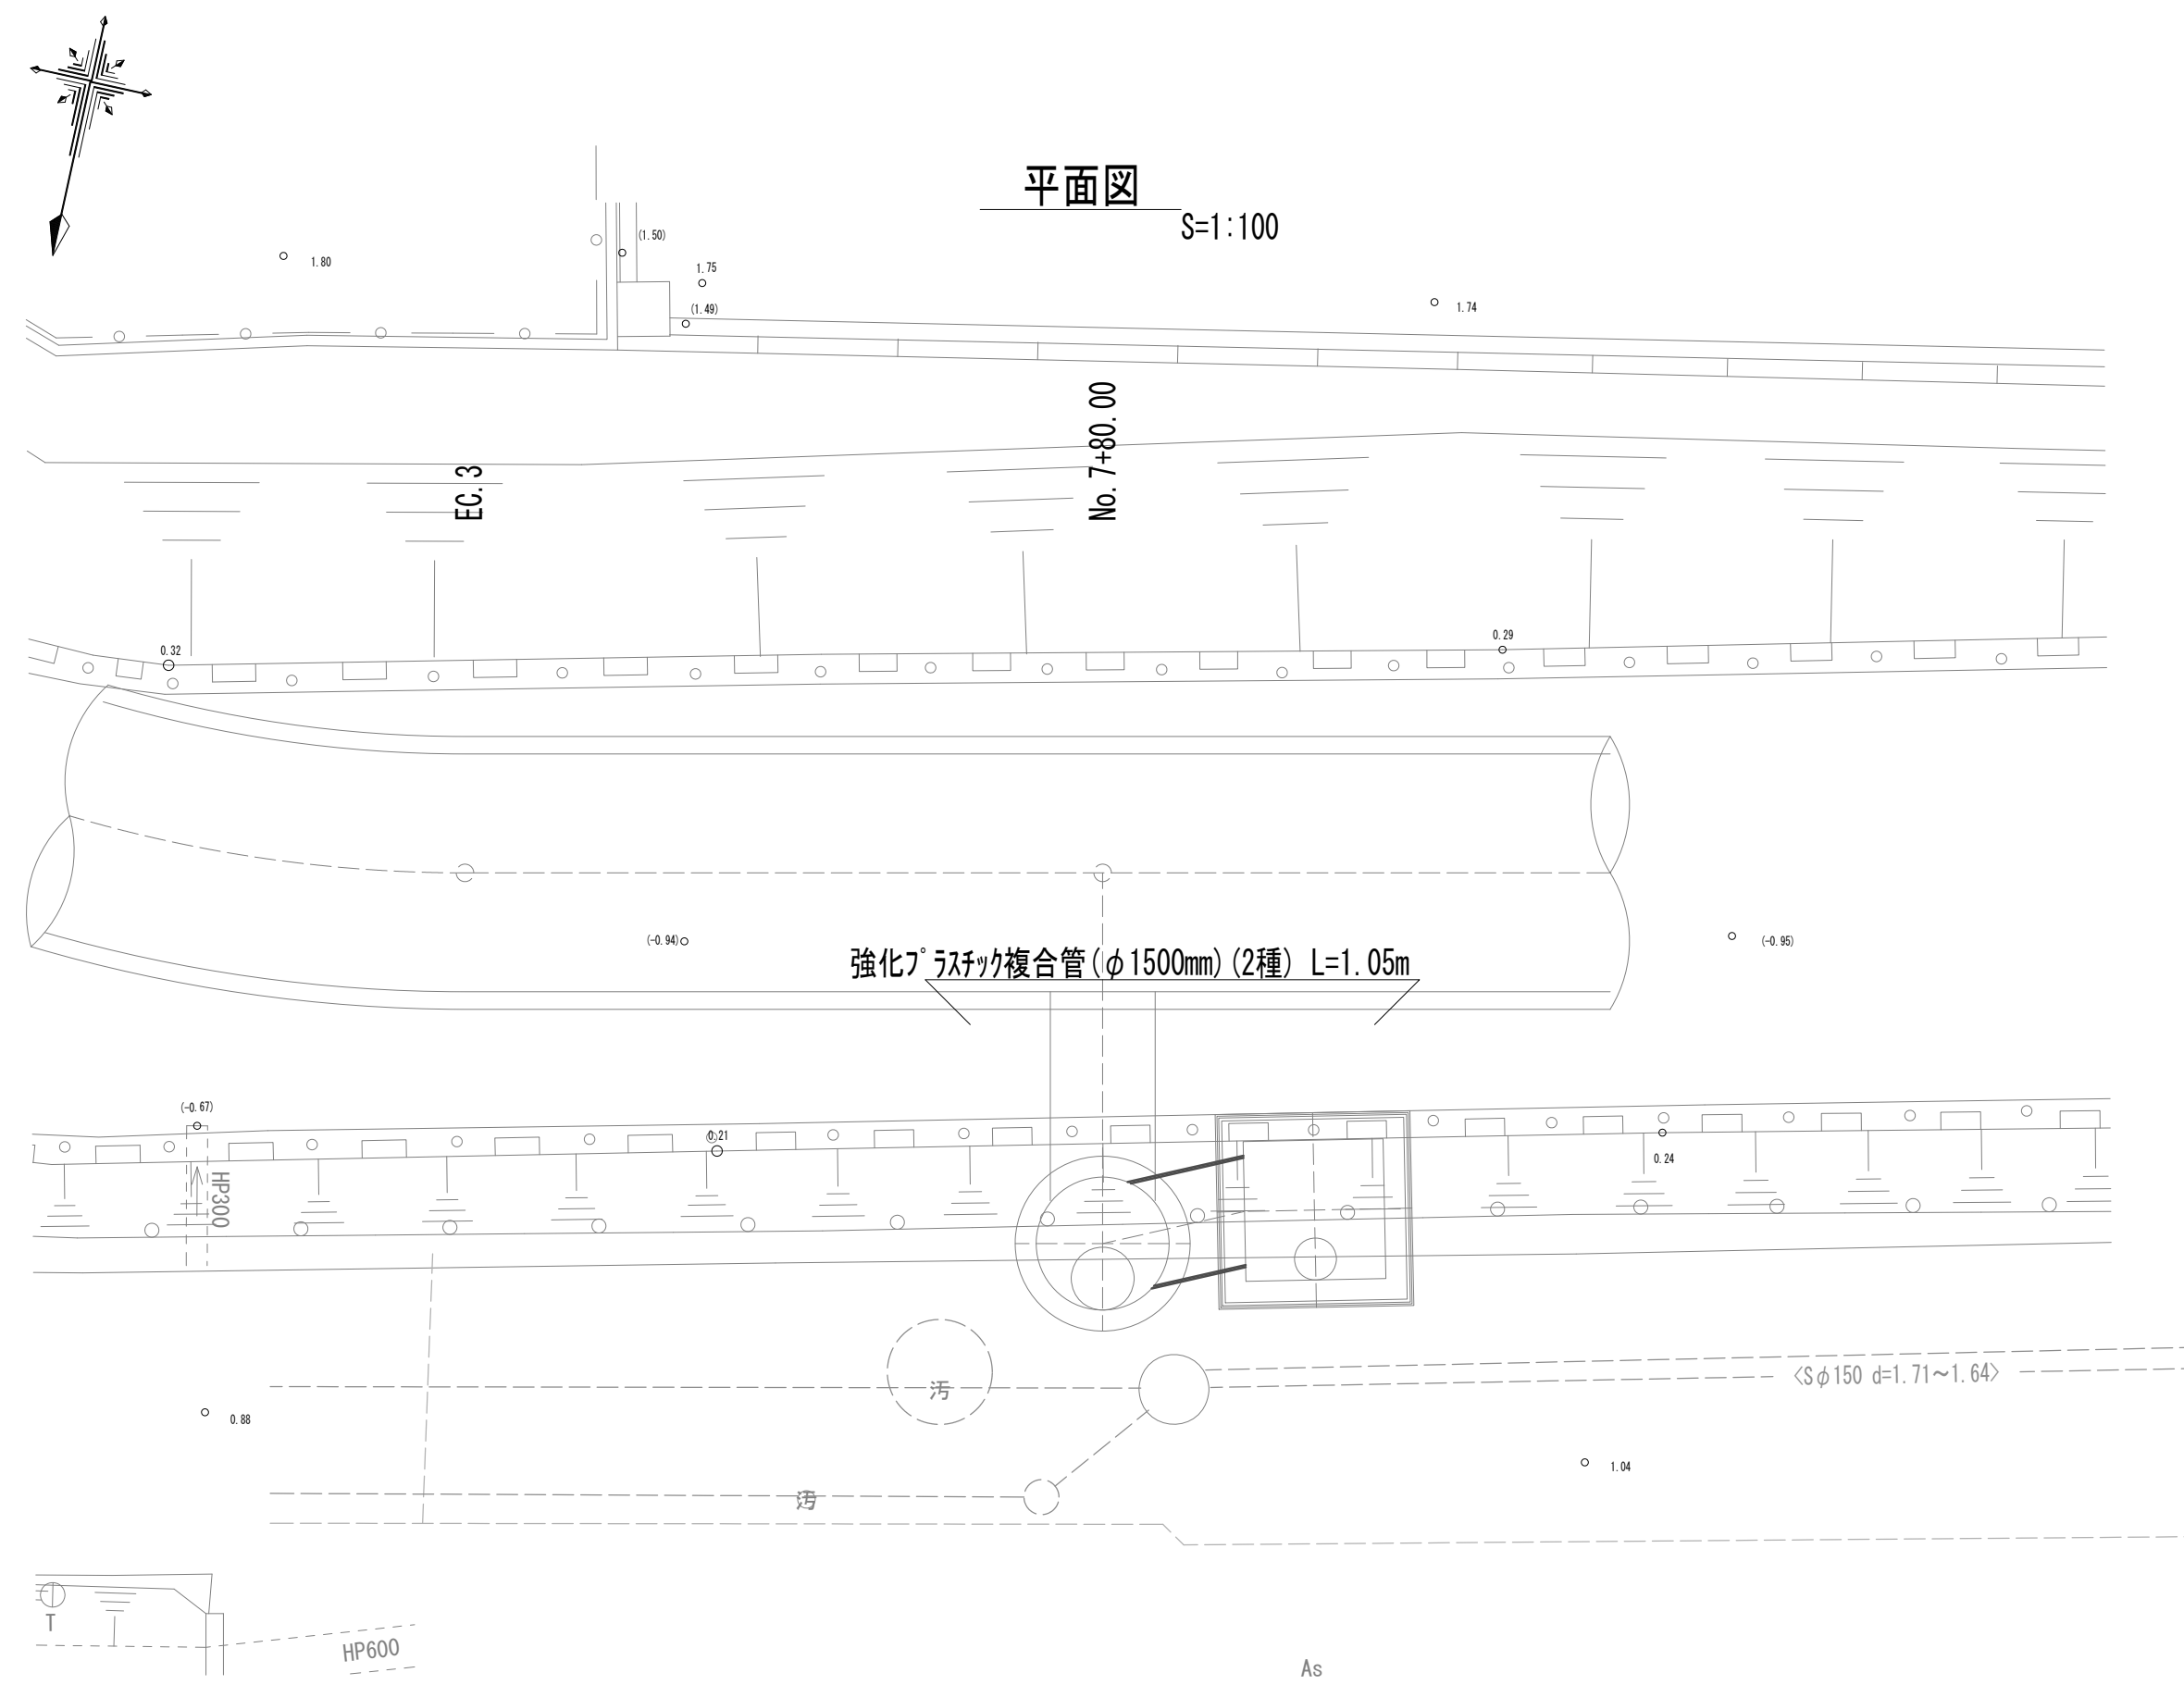 平面図
S=1:100
(1.50)
1.80
1.75
(1.49)
1.74
No.7+80.00
EC.3
0.32
0.29
(-0.94)
(-0.95)
強化ﾌﾟﾗｽﾁｯｸ複合管(φ1500mm)(2種) L=1.05m
(-0.67)
0.21
0.24
HP300
<Sφ150 d=1.71～1.64>
汚
0.88
1.04
汚
T
HP600
As